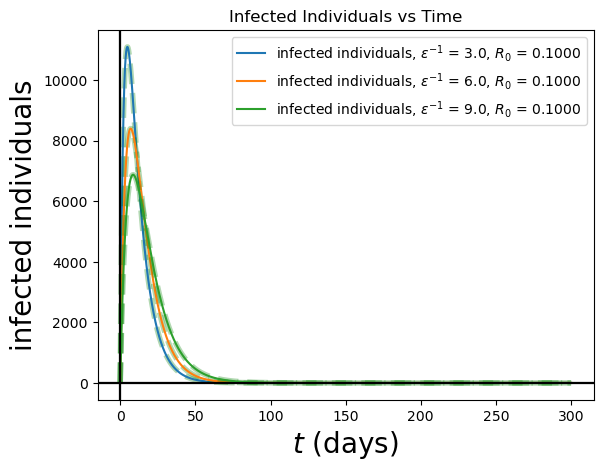 Infected Individuals vs Time
infected individuals, ε⁻¹ = 3.0, R₀ = 0.1000
infected individuals, ε⁻¹ = 6.0, R₀ = 0.1000
infected individuals, ε⁻¹ = 9.0, R₀ = 0.1000
infected individuals
10000
8000
6000
4000
2000
0
0 50 100 150 200 250 300
t (days)